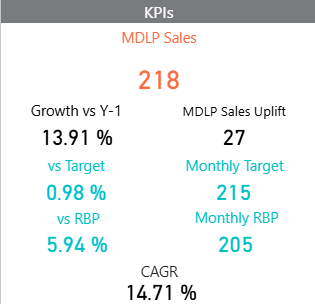 KPIs
MDLP Sales
218
Growth vs Y-1
MDLP Sales Uplift
13.91 %
27
vs Target
Monthly Target
0.98 %
215
vs RBP
Monthly RBP
5.94 %
205
CAGR
14.71 %